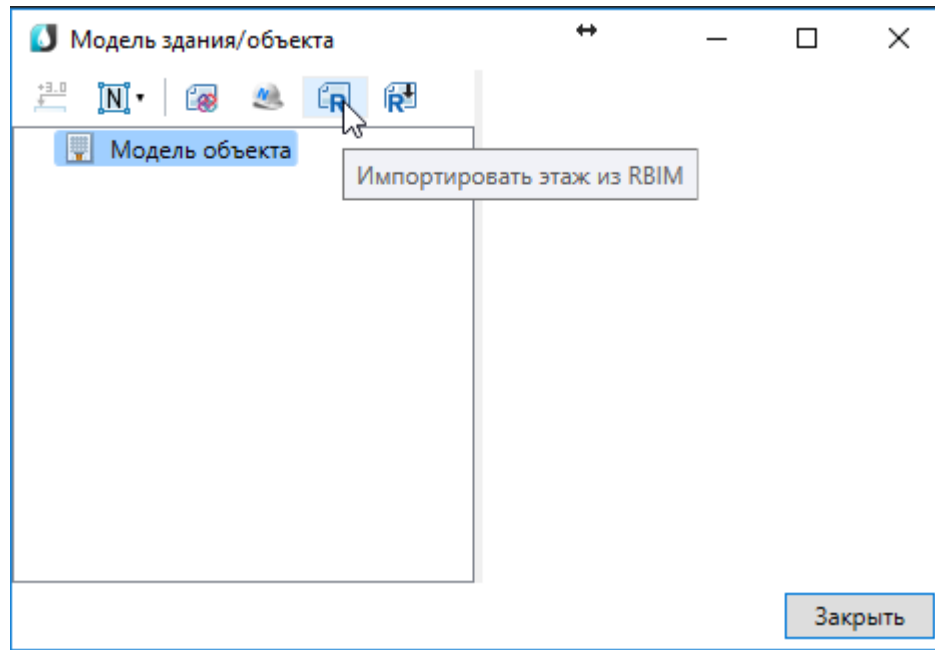 Модель здания/объекта
+3.0
N
R
R
Модель объекта
Импортировать этаж из RBIM
Закрыть